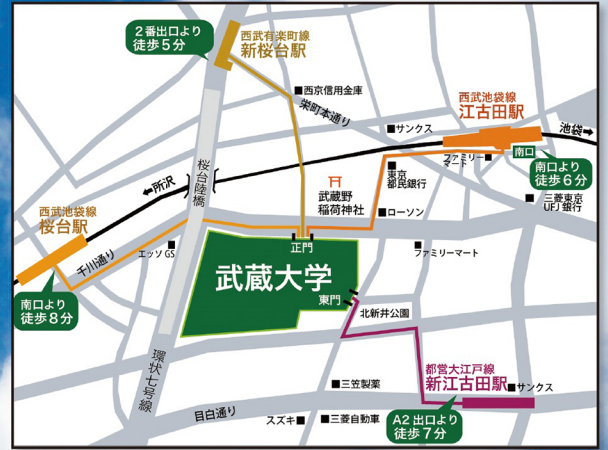 2番出口より
徒歩5分
西武有楽町線
新桜台駅
西京信用金庫
栄町本通り
サンクス
西武池袋線
江古田駅
池袋→
ファミリー
マート
南口
南口より
徒歩6分
←所沢
桜台陸橋
東京
都民銀行
三菱東京
UFJ銀行
武蔵野
稲荷神社
ローソン
西武池袋線
桜台駅
千川通り
エッソGS
正門
ファミリーマート
武蔵大学
東門
北新井公園
南口より
徒歩8分
環状七号線
都営大江戸線
新江古田駅
サンクス
三笠製薬
目白通り
スズキ
三菱自動車
A2出口より
徒歩7分